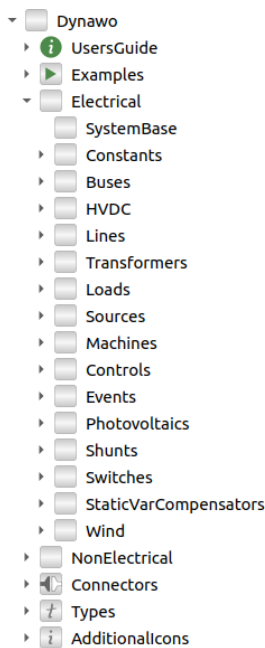 Dynawo
UsersGuide
Examples
Electrical
SystemBase
Constants
Buses
HVDC
Lines
Transformers
Loads
Sources
Machines
Controls
Events
Photovoltaics
Shunts
Switches
StaticVarCompensators
Wind
NonElectrical
Connectors
Types
AdditionalIcons